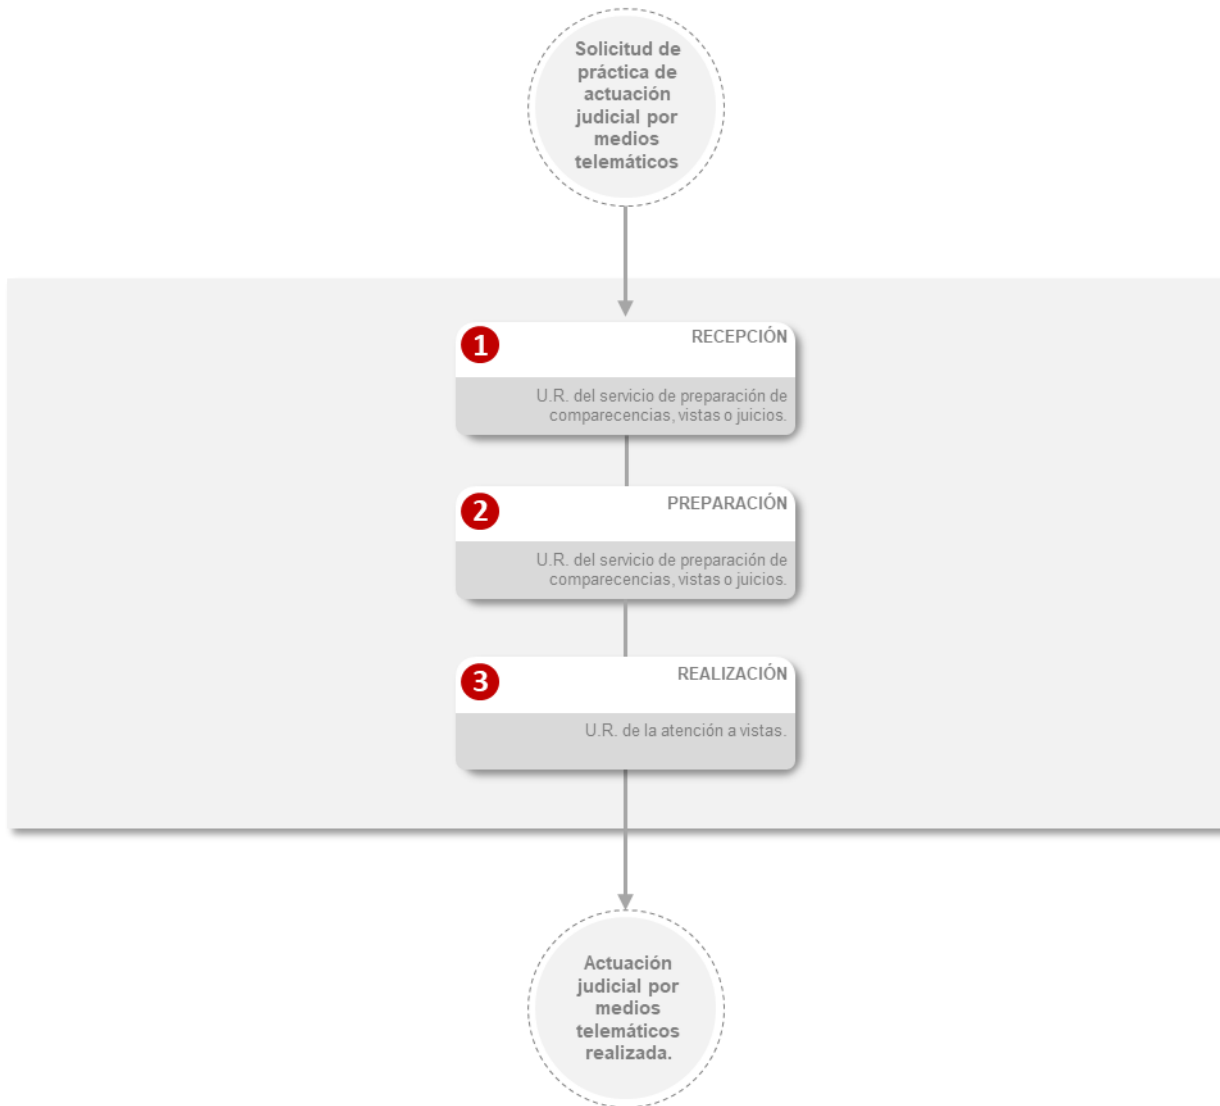 Solicitud de
práctica de
actuación
judicial por
medios
telemáticos
1
RECEPCIÓN
U.R. del servicio de preparación de
comparecencias, vistas o juicios.
2
PREPARACIÓN
U.R. del servicio de preparación de
comparecencias, vistas o juicios.
3
REALIZACIÓN
U.R. de la atención a vistas.
Actuación
judicial por
medios
telemáticos
realizada.